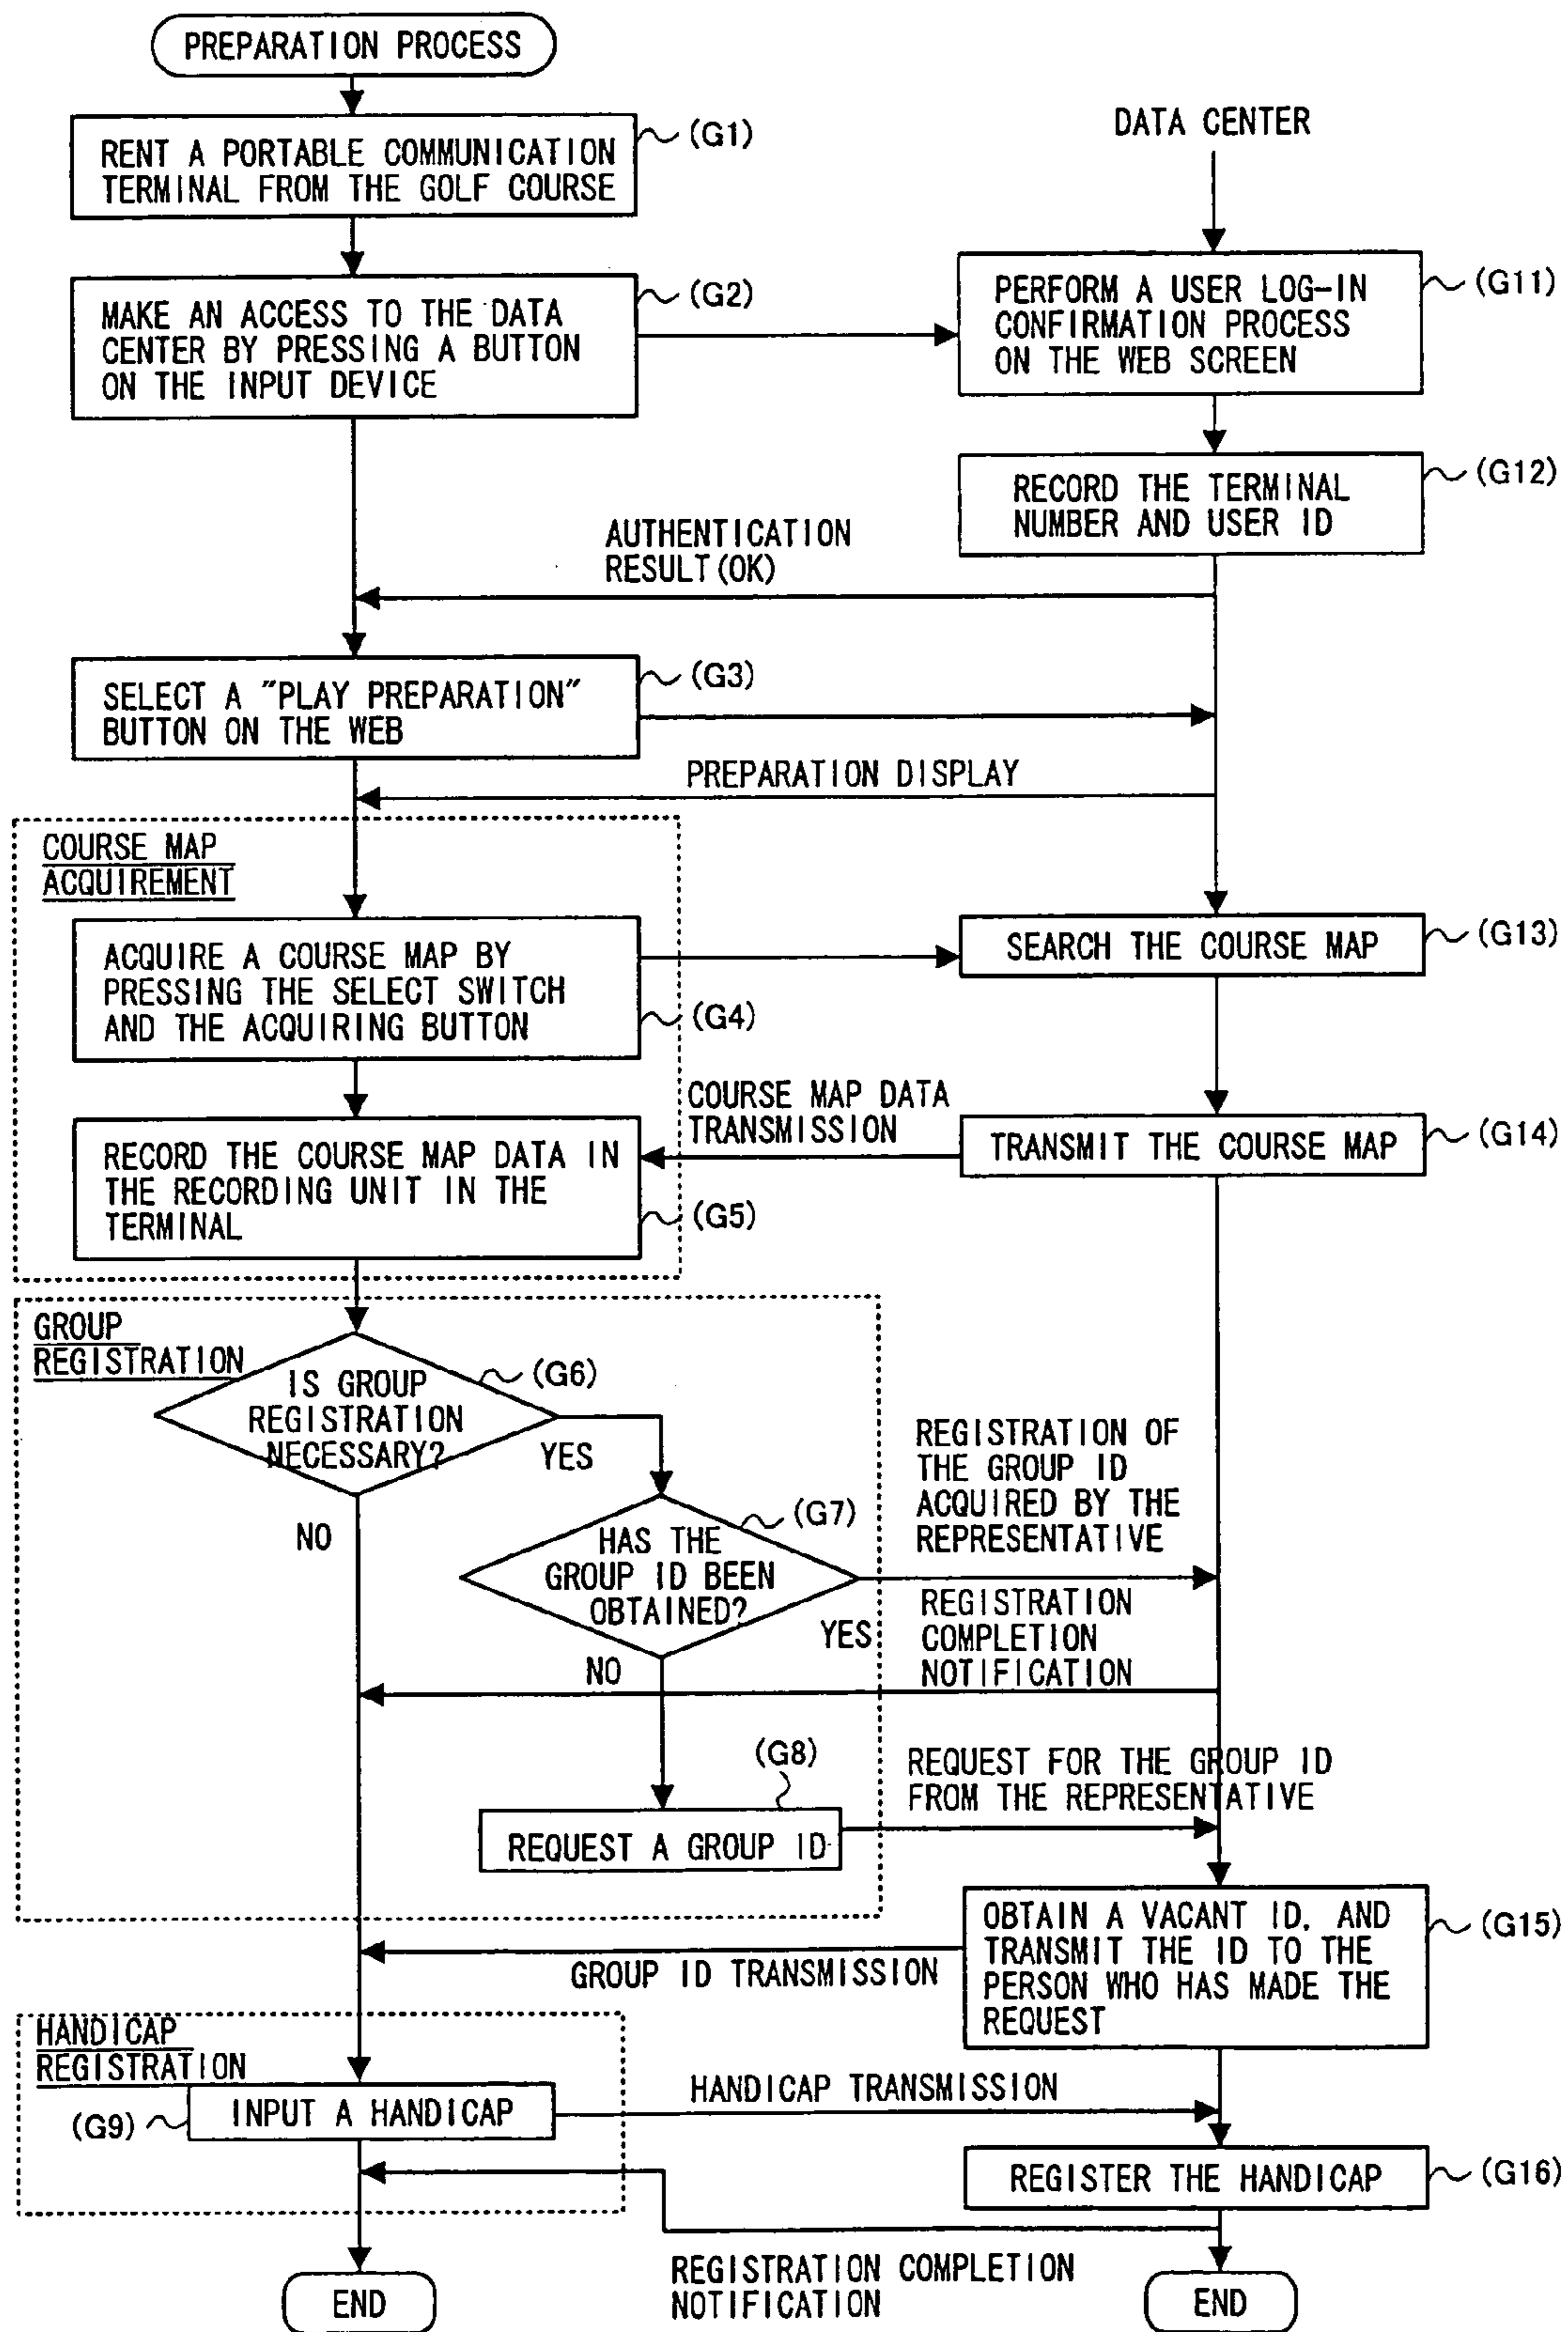 PREPARATION PROCESS
RENT A PORTABLE COMMUNICATION
TERMINAL FROM THE GOLF COURSE
(G1)
DATA CENTER
MAKE AN ACCESS TO THE DATA
CENTER BY PRESSING A BUTTON
ON THE INPUT DEVICE
(G2)
PERFORM A USER LOG-IN
CONFIRMATION PROCESS
ON THE WEB SCREEN
(G11)
RECORD THE TERMINAL
NUMBER AND USER ID
(G12)
AUTHENTICATION
RESULT(OK)
SELECT A "PLAY PREPARATION"
BUTTON ON THE WEB
(G3)
PREPARATION DISPLAY
COURSE MAP
ACQUIREMENT
ACQUIRE A COURSE MAP BY
PRESSING THE SELECT SWITCH
AND THE ACQUIRING BUTTON
(G4)
SEARCH THE COURSE MAP
(G13)
COURSE MAP DATA
TRANSMISSION
TRANSMIT THE COURSE MAP
(G14)
RECORD THE COURSE MAP DATA IN
THE RECORDING UNIT IN THE
TERMINAL
(G5)
GROUP
REGISTRATION
IS GROUP
REGISTRATION
NECESSARY?
(G6)
YES
NO
HAS THE
GROUP ID BEEN
OBTAINED?
(G7)
YES
NO
REGISTRATION OF
THE GROUP ID
ACQUIRED BY THE
REPRESENTATIVE
REGISTRATION
COMPLETION
NOTIFICATION
(G8)
REQUEST A GROUP ID
REQUEST FOR THE GROUP ID
FROM THE REPRESENTATIVE
OBTAIN A VACANT ID, AND
TRANSMIT THE ID TO THE
PERSON WHO HAS MADE THE
REQUEST
(G15)
GROUP ID TRANSMISSION
HANDICAP
REGISTRATION
(G9)
INPUT A HANDICAP
HANDICAP TRANSMISSION
REGISTER THE HANDICAP
(G16)
REGISTRATION COMPLETION
NOTIFICATION
END
END